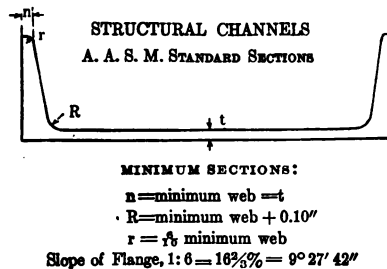 n
r
STRUCTURAL CHANNELS
A. A. S. M. STANDARD SECTIONS
R
t
MINIMUM SECTIONS:
n=minimum web=t
R=minimum web + 0.10"
r = 6/10 minimum web
Slope of Flange, 1:6 = 16⅔% = 9° 27' 42"